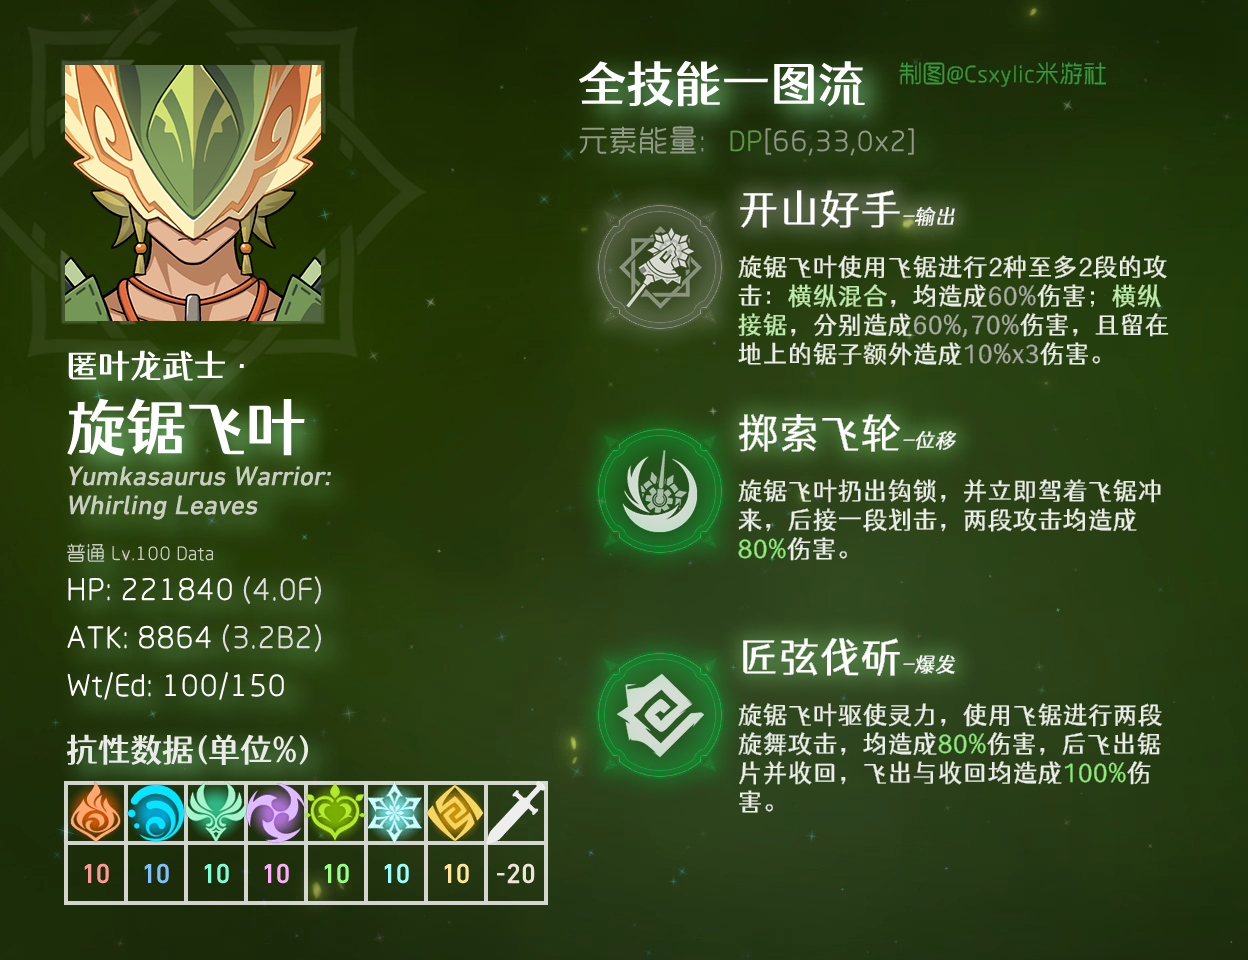 全技能一图流
制图@Csxylic米游社
元素能量： DP[66,33,0x2]
匿叶龙武士 ·
旋锯飞叶
Yumkasaurus Warrior:
Whirling Leaves
普通 Lv.100 Data
HP: 221840 (4.0F)
ATK: 8864 (3.2B2)
Wt/Ed: 100/150
抗性数据(单位%)
10 10 10 10 10 10 10 -20
开山好手-输出
旋锯飞叶使用飞锯进行2种至多2段的攻
击：横纵混合，均造成60%伤害；横纵
接锯，分别造成60%,70%伤害，且留在
地上的锯子额外造成10%x3伤害。
掷索飞轮-位移
旋锯飞叶扔出钩锁，并立即驾着飞锯冲
来，后接一段划击，两段攻击均造成
80%伤害。
匠弦伐斫-爆发
旋锯飞叶驱使灵力，使用飞锯进行两段
旋舞攻击，均造成80%伤害，后飞出锯
片并收回，飞出与收回均造成100%伤
害。